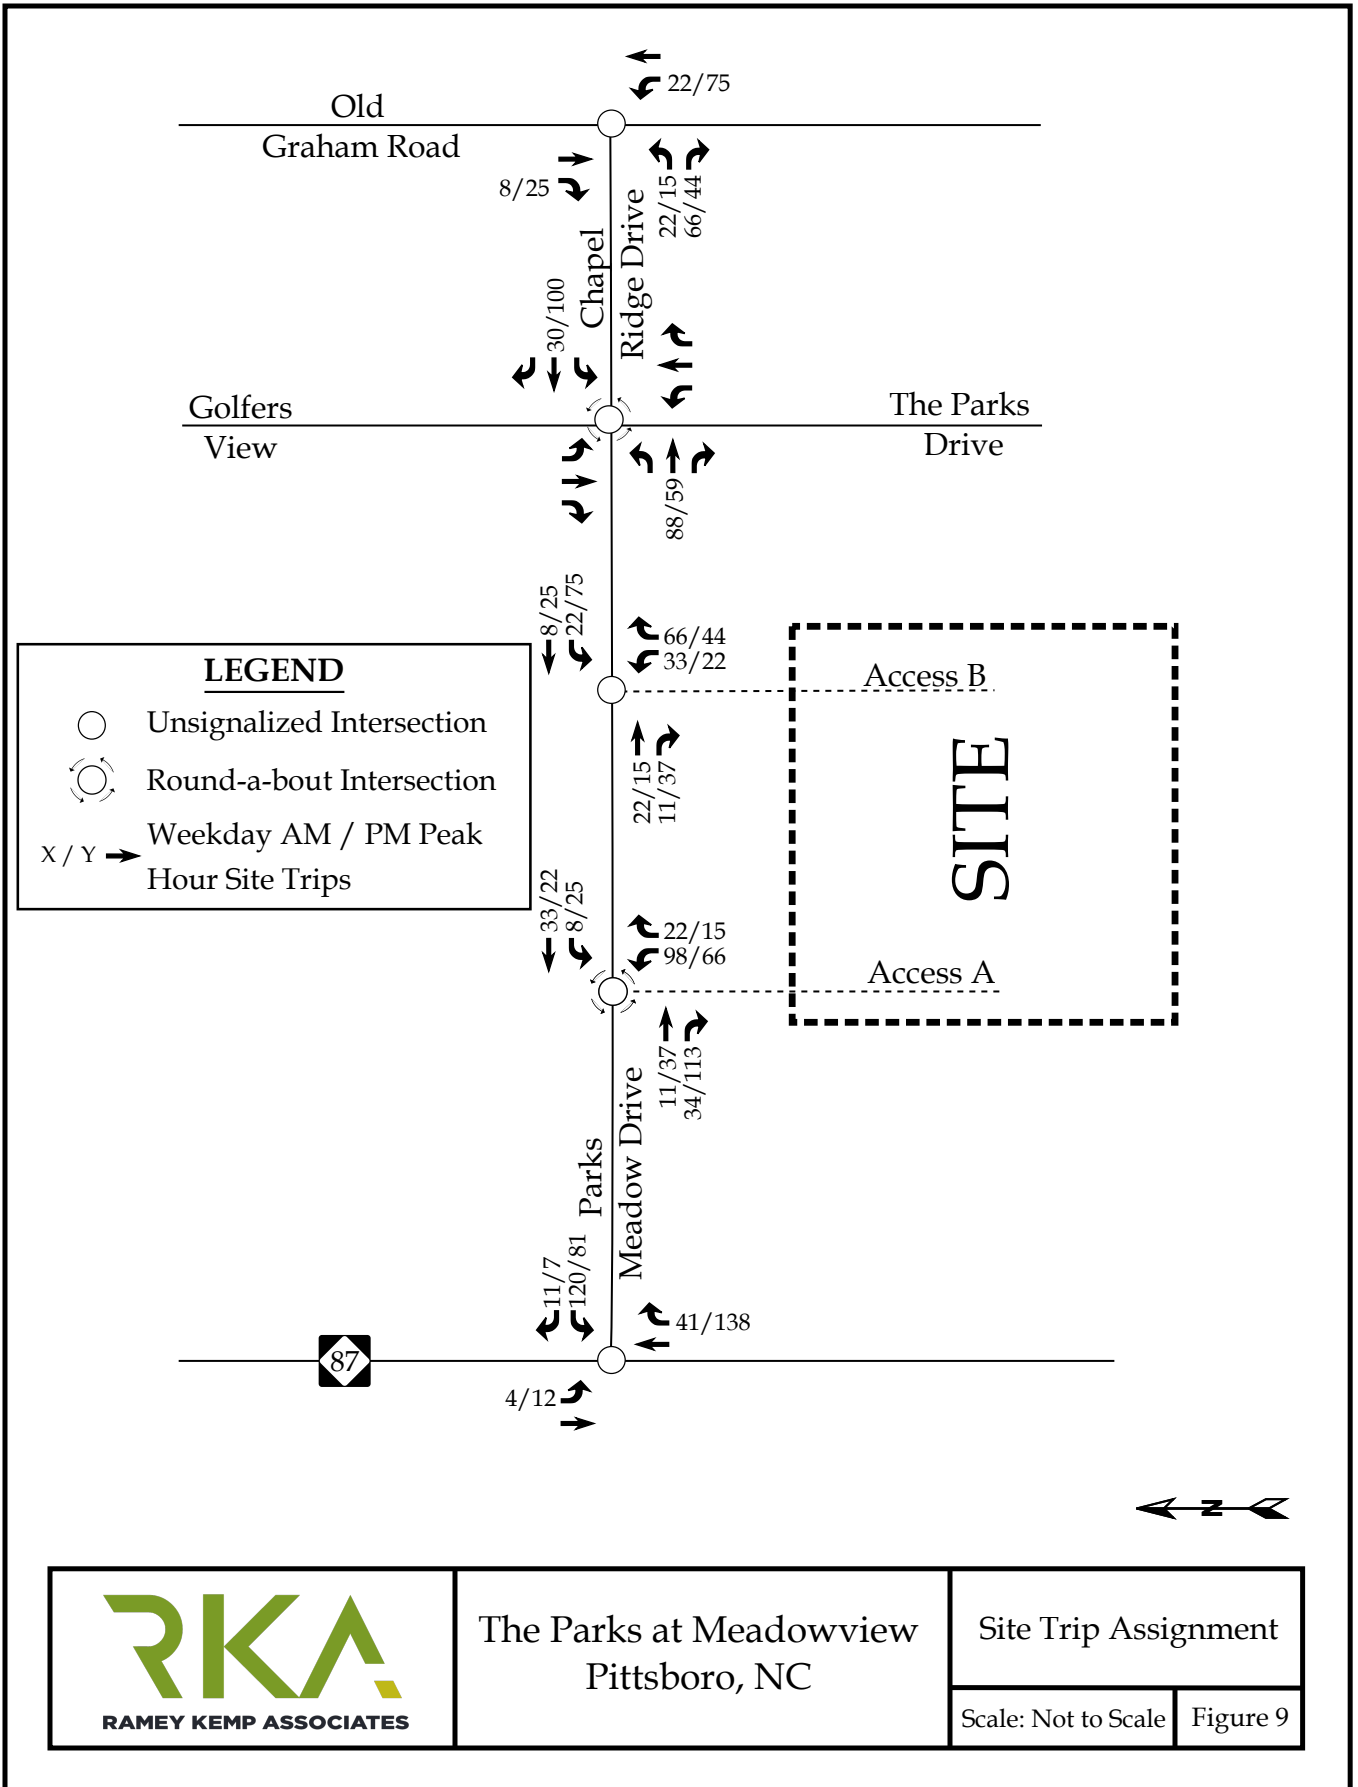 22/75
Old
Graham Road
8/25
22/15
66/44
Chapel
Ridge Drive
30/100
Golfers
View
The Parks
Drive
88/59
8/25
22/75
66/44
33/22
Access B
22/15
11/37
LEGEND
Unsignalized Intersection
Round-a-bout Intersection
X / Y
Weekday AM / PM Peak
Hour Site Trips
SITE
33/22
8/25
22/15
98/66
Access A
11/37
34/113
Parks
Meadow Drive
11/7
120/81
41/138
87
4/12
N
RKA
RAMEY KEMP ASSOCIATES
The Parks at Meadowview
Pittsboro, NC
Site Trip Assignment
Scale: Not to Scale
Figure 9